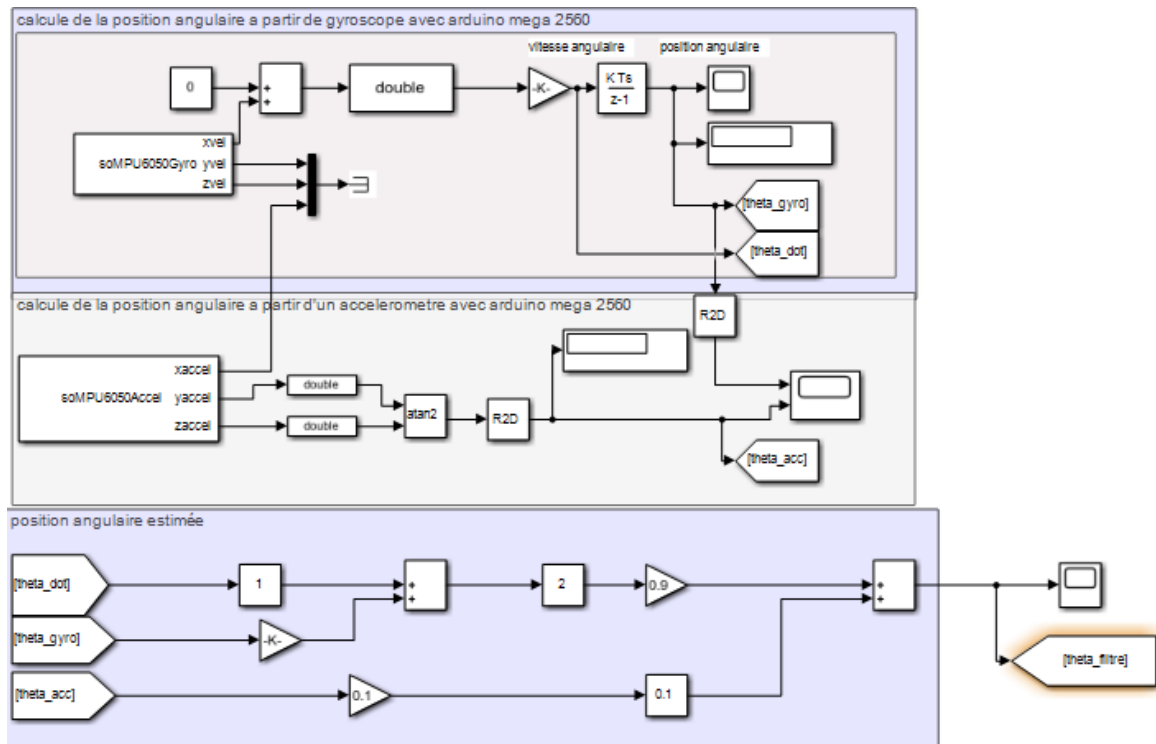 calcule de la position angulaire a partir de gyroscope avec arduino mega 2560
vitesse angulaire
position angulaire
0
+
+
double
-K-
K Ts
z-1
xvel
soMPU6050Gyro yvel
zvel
[theta_gyro]
[theta_dot]
calcule de la position angulaire a partir d'un accelerometre avec arduino mega 2560
R2D
xaccel
soMPU6050Accel yaccel
zaccel
double
double
atan2
R2D
[theta_acc]
position angulaire estimée
[theta_dot]
1
+
+
2
0.9
+
+
[theta_gyro]
-K-
[theta_filtre]
[theta_acc]
0.1
0.1